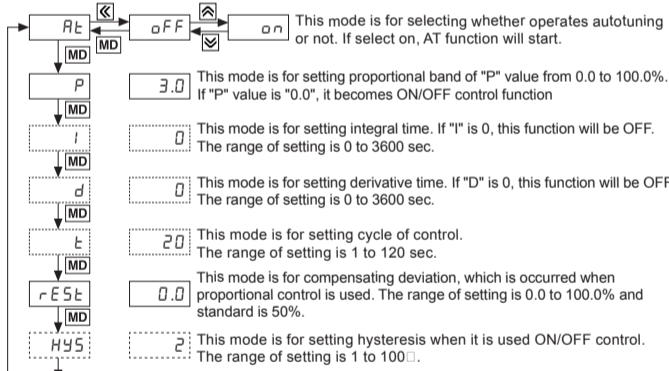 At « oFF on This mode is for selecting whether operates autotuning
MD or not. If select on, AT function will start.
MD
P 3.0 This mode is for setting proportional band of "P" value from 0.0 to 100.0%.
If "P" value is "0.0", it becomes ON/OFF control function
MD
I 0 This mode is for setting integral time. If "I" is 0, this function will be OFF.
The range of setting is 0 to 3600 sec.
MD
d 0 This mode is for setting derivative time. If "D" is 0, this function will be OFF
The range of setting is 0 to 3600 sec.
MD
t 20 This mode is for setting cycle of control.
The range of setting is 1 to 120 sec.
MD
This mode is for compensating deviation, which is occurred when
rESt 0.0 proportional control is used. The range of setting is 0.0 to 100.0% and
standard is 50%.
MD
HYS 2 This mode is for setting hysteresis when it is used ON/OFF control.
The range of setting is 1 to 100□.